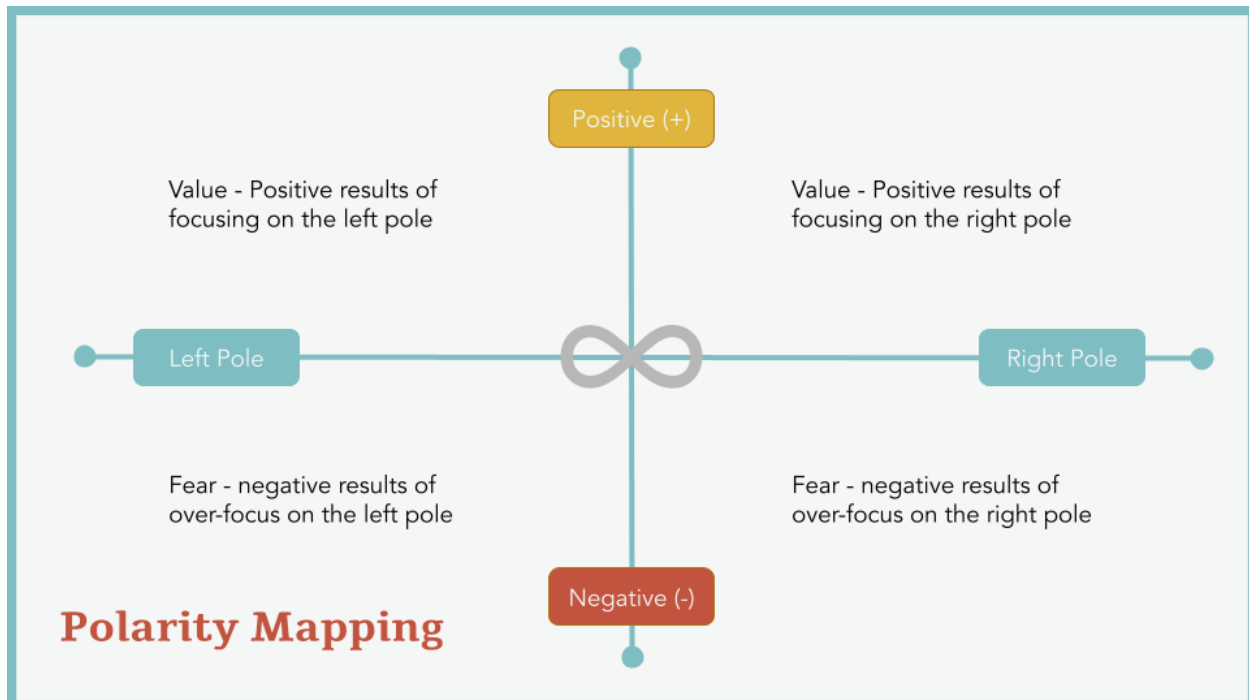 Positive (+)
Value - Positive results of
focusing on the left pole
Value - Positive results of
focusing on the right pole
Left Pole
Right Pole
Fear - negative results of
over-focus on the left pole
Fear - negative results of
over-focus on the right pole
Negative (-)
Polarity Mapping